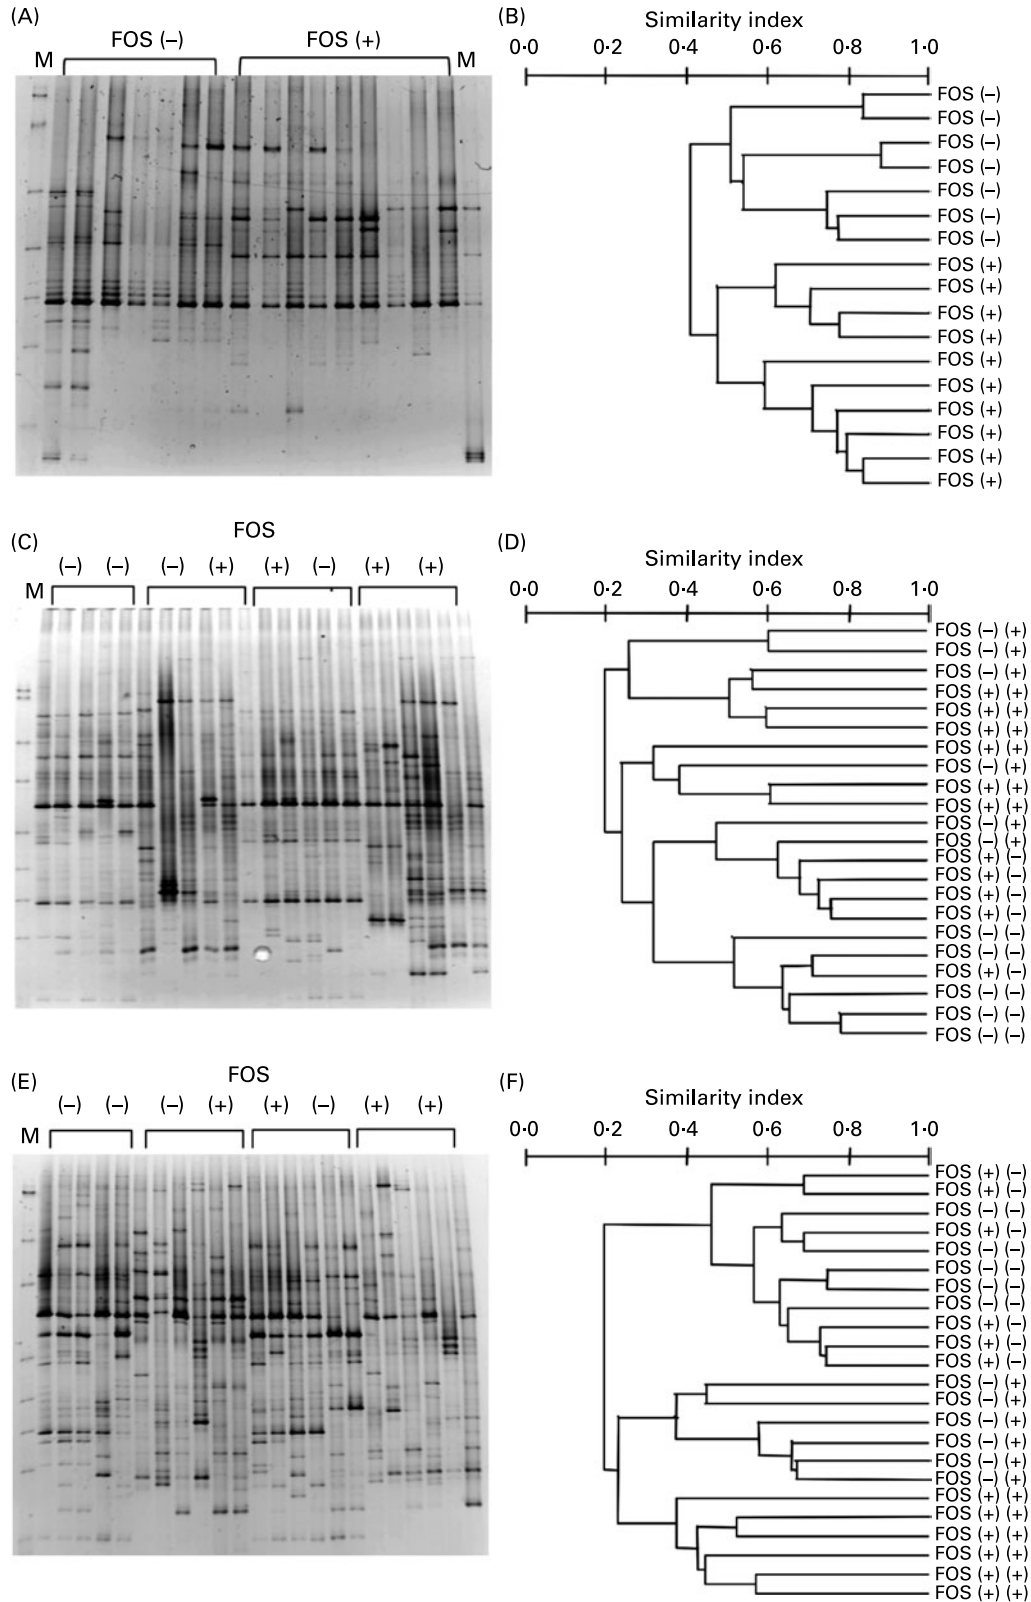 (A)
FOS (–) FOS (+)
M M
(B)
Similarity index
0·0 0·2 0·4 0·6 0·8 1·0
FOS (–)
FOS (–)
FOS (–)
FOS (–)
FOS (–)
FOS (–)
FOS (–)
FOS (+)
FOS (+)
FOS (+)
FOS (+)
FOS (+)
FOS (+)
FOS (+)
FOS (+)
FOS (+)
FOS (+)
(C)
FOS
(–) (–) (–) (+) (+) (–) (+) (+)
M
(D)
Similarity index
0·0 0·2 0·4 0·6 0·8 1·0
FOS (–) (+)
FOS (–) (+)
FOS (–) (+)
FOS (+) (+)
FOS (+) (+)
FOS (+) (+)
FOS (+) (+)
FOS (–) (+)
FOS (+) (+)
FOS (+) (+)
FOS (–) (+)
FOS (–) (+)
FOS (+) (–)
FOS (+) (–)
FOS (+) (–)
FOS (+) (–)
FOS (–) (–)
FOS (–) (–)
FOS (+) (–)
FOS (–) (–)
FOS (–) (–)
FOS (–) (–)
(E)
FOS
(–) (–) (–) (+) (+) (–) (+) (+)
M
(F)
Similarity index
0·0 0·2 0·4 0·6 0·8 1·0
FOS (+) (–)
FOS (+) (–)
FOS (–) (–)
FOS (+) (–)
FOS (–) (–)
FOS (–) (–)
FOS (–) (–)
FOS (–) (–)
FOS (+) (–)
FOS (+) (–)
FOS (+) (–)
FOS (–) (+)
FOS (–) (+)
FOS (–) (+)
FOS (–) (+)
FOS (–) (+)
FOS (–) (+)
FOS (+) (+)
FOS (+) (+)
FOS (+) (+)
FOS (+) (+)
FOS (+) (+)
FOS (+) (+)